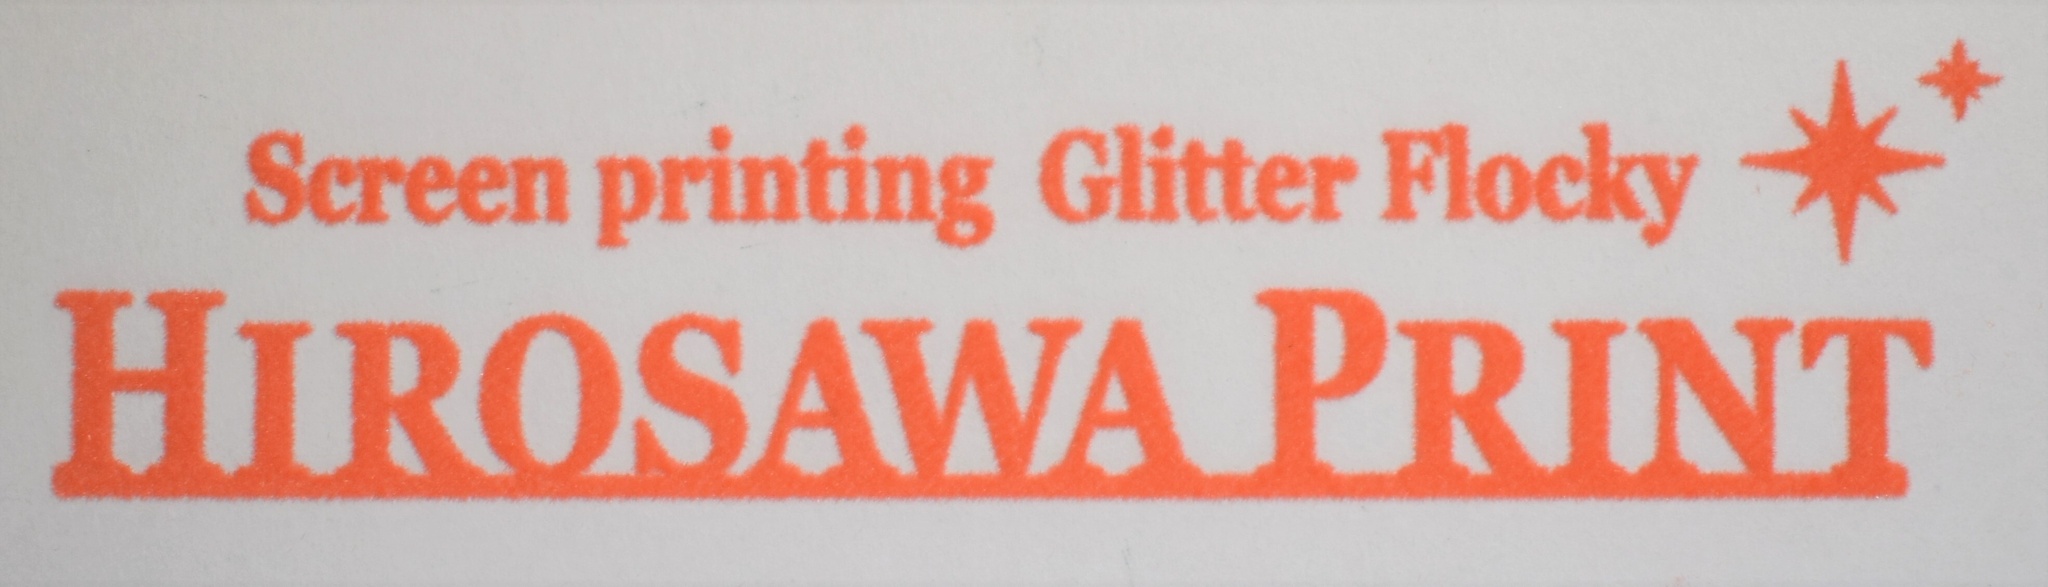 Screen printing Glitter Flocky
HIROSAWA PRINT